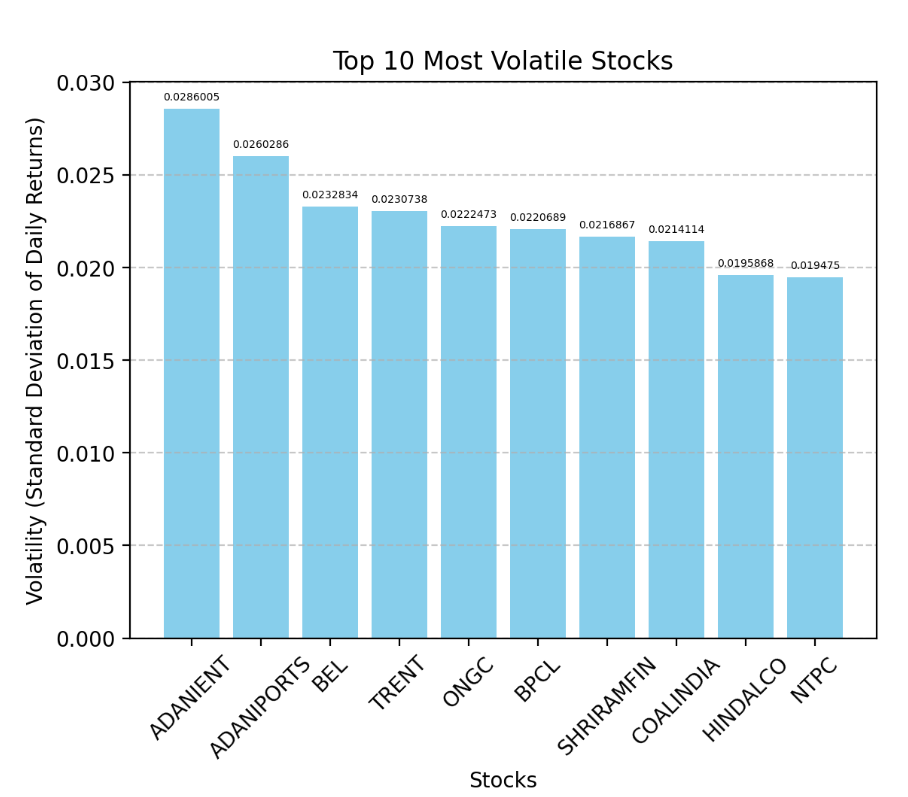 Top 10 Most Volatile Stocks
Volatility (Standard Deviation of Daily Returns)
0.030
0.025
0.020
0.015
0.010
0.005
0.000
0.0286005
0.0260286
0.0232834
0.0230738
0.0222473
0.0220689
0.0216867
0.0214114
0.0195868
0.019475
ADANIENT
ADANIPORTS
BEL
TRENT
ONGC
BPCL
SHRIRAMFIN
COALINDIA
HINDALCO
NTPC
Stocks